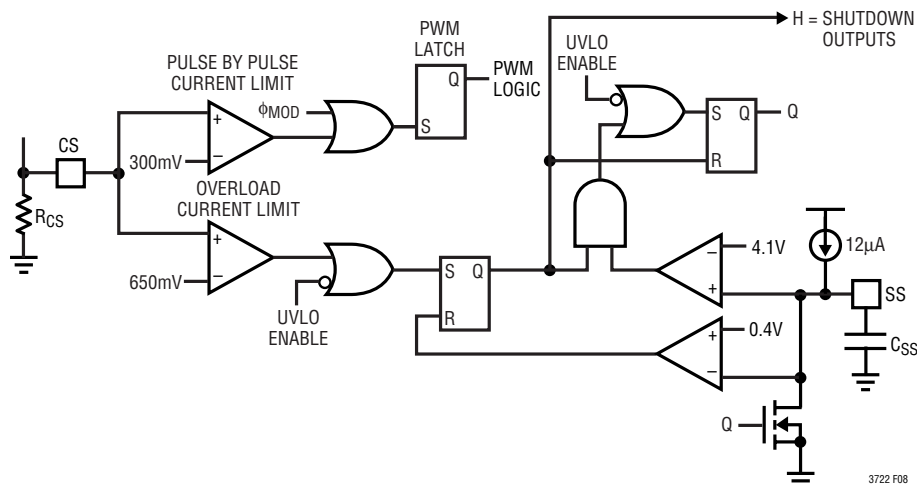 H = SHUTDOWN
OUTPUTS
PWM
LATCH
UVLO
ENABLE
PULSE BY PULSE
CURRENT LIMIT
Q
PWM
LOGIC
ϕMOD
S
S
Q
Q
R
+
–
CS
300mV
RCS
OVERLOAD
CURRENT LIMIT
+
–
650mV
UVLO
ENABLE
S
Q
R
–
4.1V
+
12µA
SS
+
0.4V
–
CSS
Q
3722 F08